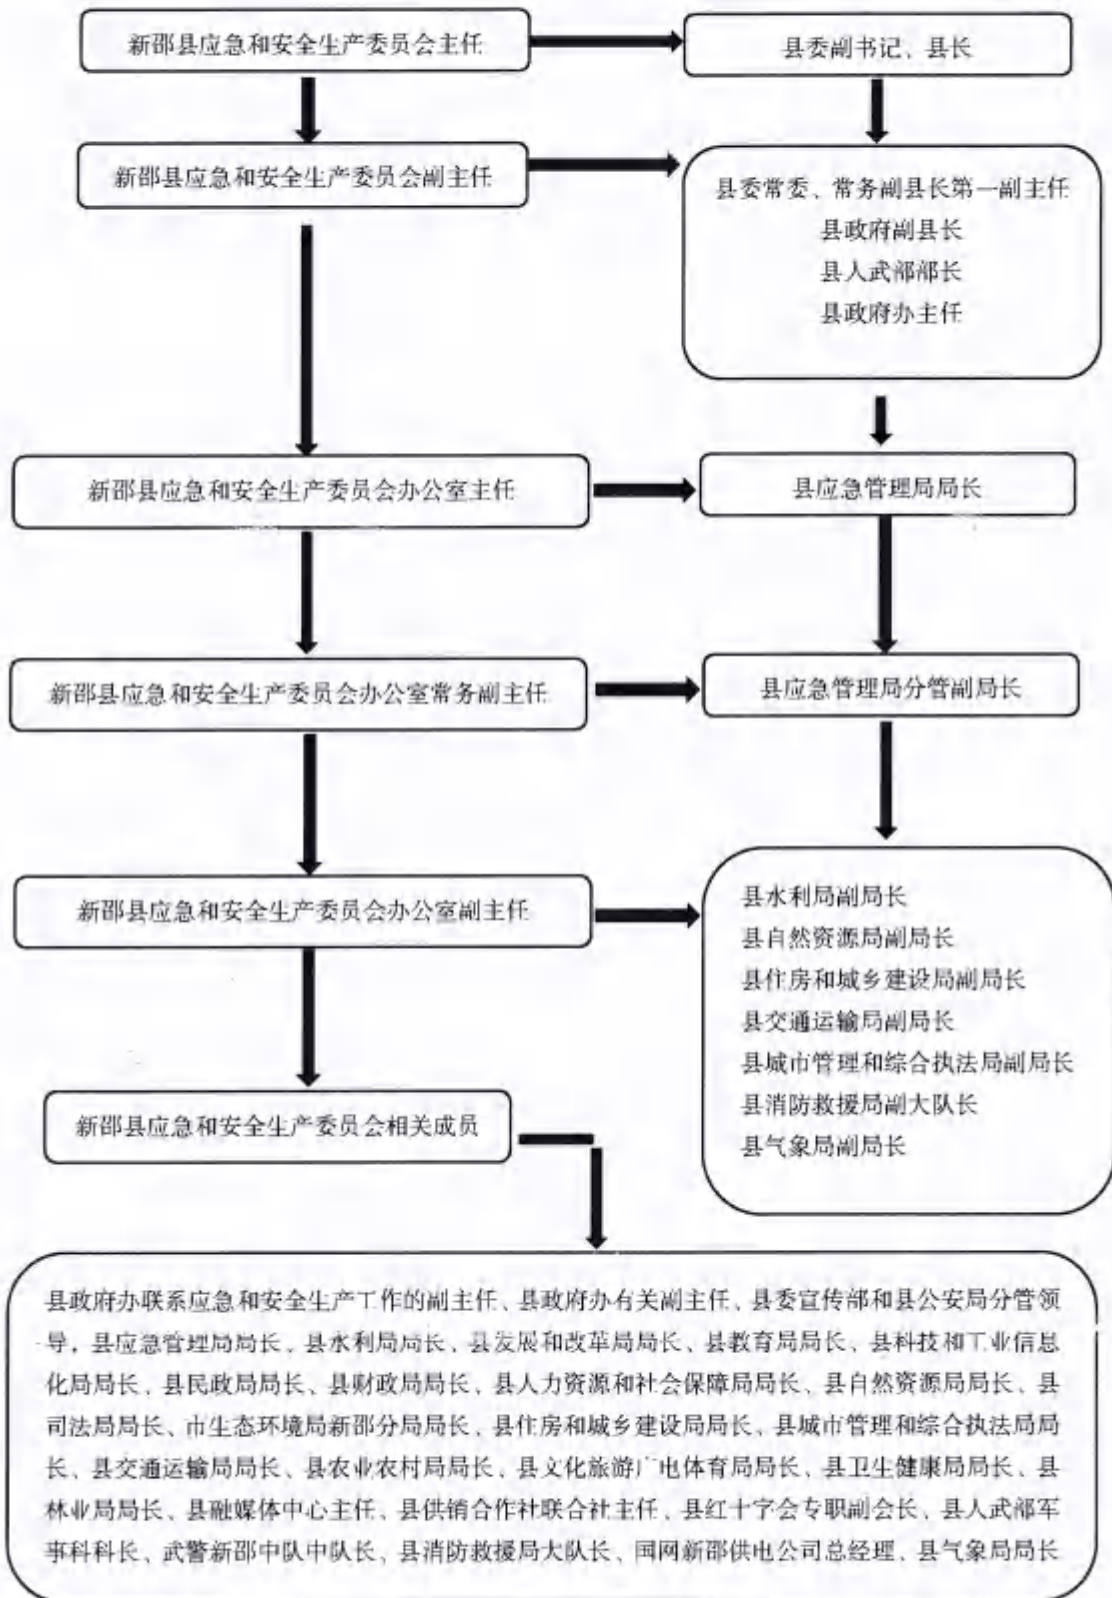 新邵县应急和安全生产委员会主任
县委副书记、县长
新邵县应急和安全生产委员会副主任
县委常委、常务副县长第一副主任
县政府副县长
县人武部部长
县政府办主任
新邵县应急和安全生产委员会办公室主任
县应急管理局局长
新邵县应急和安全生产委员会办公室常务副主任
县应急管理局分管副局长
新邵县应急和安全生产委员会办公室副主任
县水利局副局长
县自然资源局副局长
县住房和城乡建设局副局长
县交通运输局副局长
县城市管理和综合执法局副局长
县消防救援局副大队长
县气象局副局长
新邵县应急和安全生产委员会相关成员
县政府办联系应急和安全生产工作的副主任、县政府办有关副主任、县委宣传部和县公安局分管领
导,县应急管理局局长、县水利局局长、县发展和改革局局长、县教育局局长、县科技和工业信息
化局局长、县民政局局长、县财政局局长、县人力资源和社会保障局局长、县自然资源局局长、县
司法局局长、市生态环境局新邵分局局长、县住房和城乡建设局局长、县城市管理和综合执法局局
长、县交通运输局局长、县农业农村局局长、县文化旅游广电体育局局长、县卫生健康局局长、县
林业局局长、县融媒体中心主任、县供销合作社联合社主任、县红十字会专职副会长、县人武部军
事科科长、武警新邵中队中队长、县消防救援局大队长、国网新邵供电公司总经理、县气象局局长